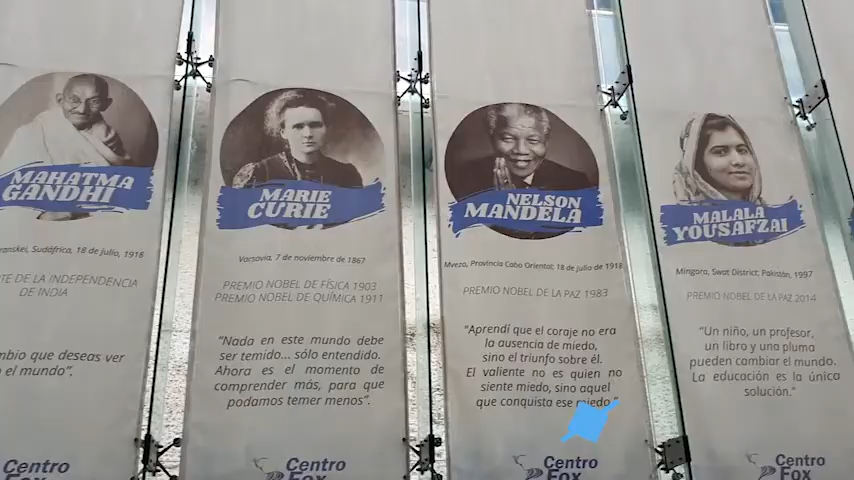 MAHATMA
GANDHI
Sudáfrica, 18 de julio, 1918
DE LA INDEPENDENCIA
DE INDIA
que deseas ver
el mundo".
MARIE
CURIE
Varsovia, 7 de noviembre de 1867
PREMIO NOBEL DE FÍSICA 1903
PREMIO NOBEL DE QUÍMICA 1911
"Nada en este mundo debe
ser temido... sólo entendido.
Ahora es el momento de
comprender más, para que
podamos temer menos".
NELSON
MANDELA
Mvezo, Provincia Cabo Oriental; 18 de julio de 1918
PREMIO NOBEL DE LA PAZ 1983
"Aprendí que el coraje no era
la ausencia de miedo,
sino el triunfo sobre él.
El valiente no es quien no
siente miedo, sino aquel
que conquista ese miedo."
MALALA
YOUSAFZAI
Mingora, Swat District, Pakistán, 1997
PREMIO NOBEL DE LA PAZ 2014
"Un niño, un profesor,
un libro y una pluma
pueden cambiar el mundo.
La educación es la única
solución."
Centro
Fox
Centro
Fox
Centro
Fox
Centro
Fox